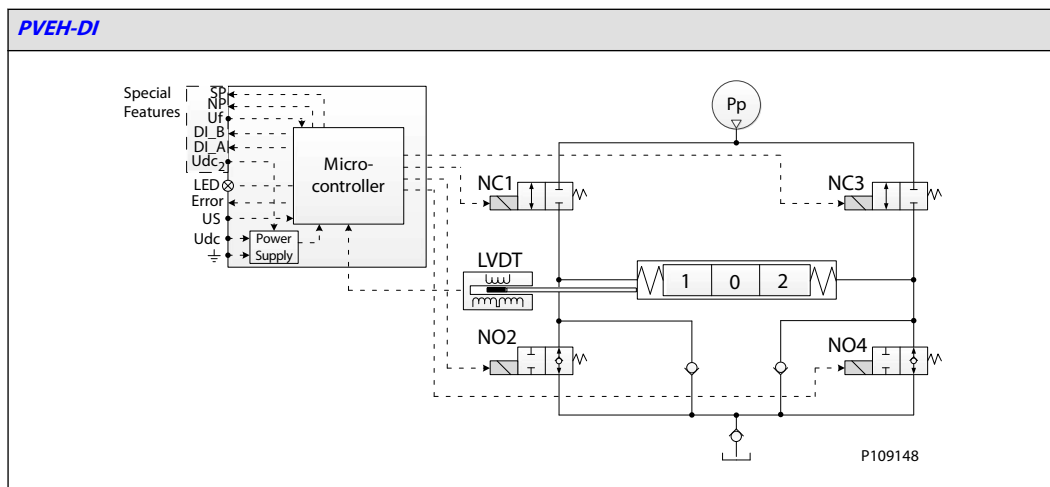 PVEH-DI
Special
Features
SP
NP
Uf
DI_B
DI_A
Udc2
LED
Error
US
Udc
Micro-
controller
Power
Supply
Pp
NC1
NC3
LVDT
1 0 2
NO2
NO4
P109148